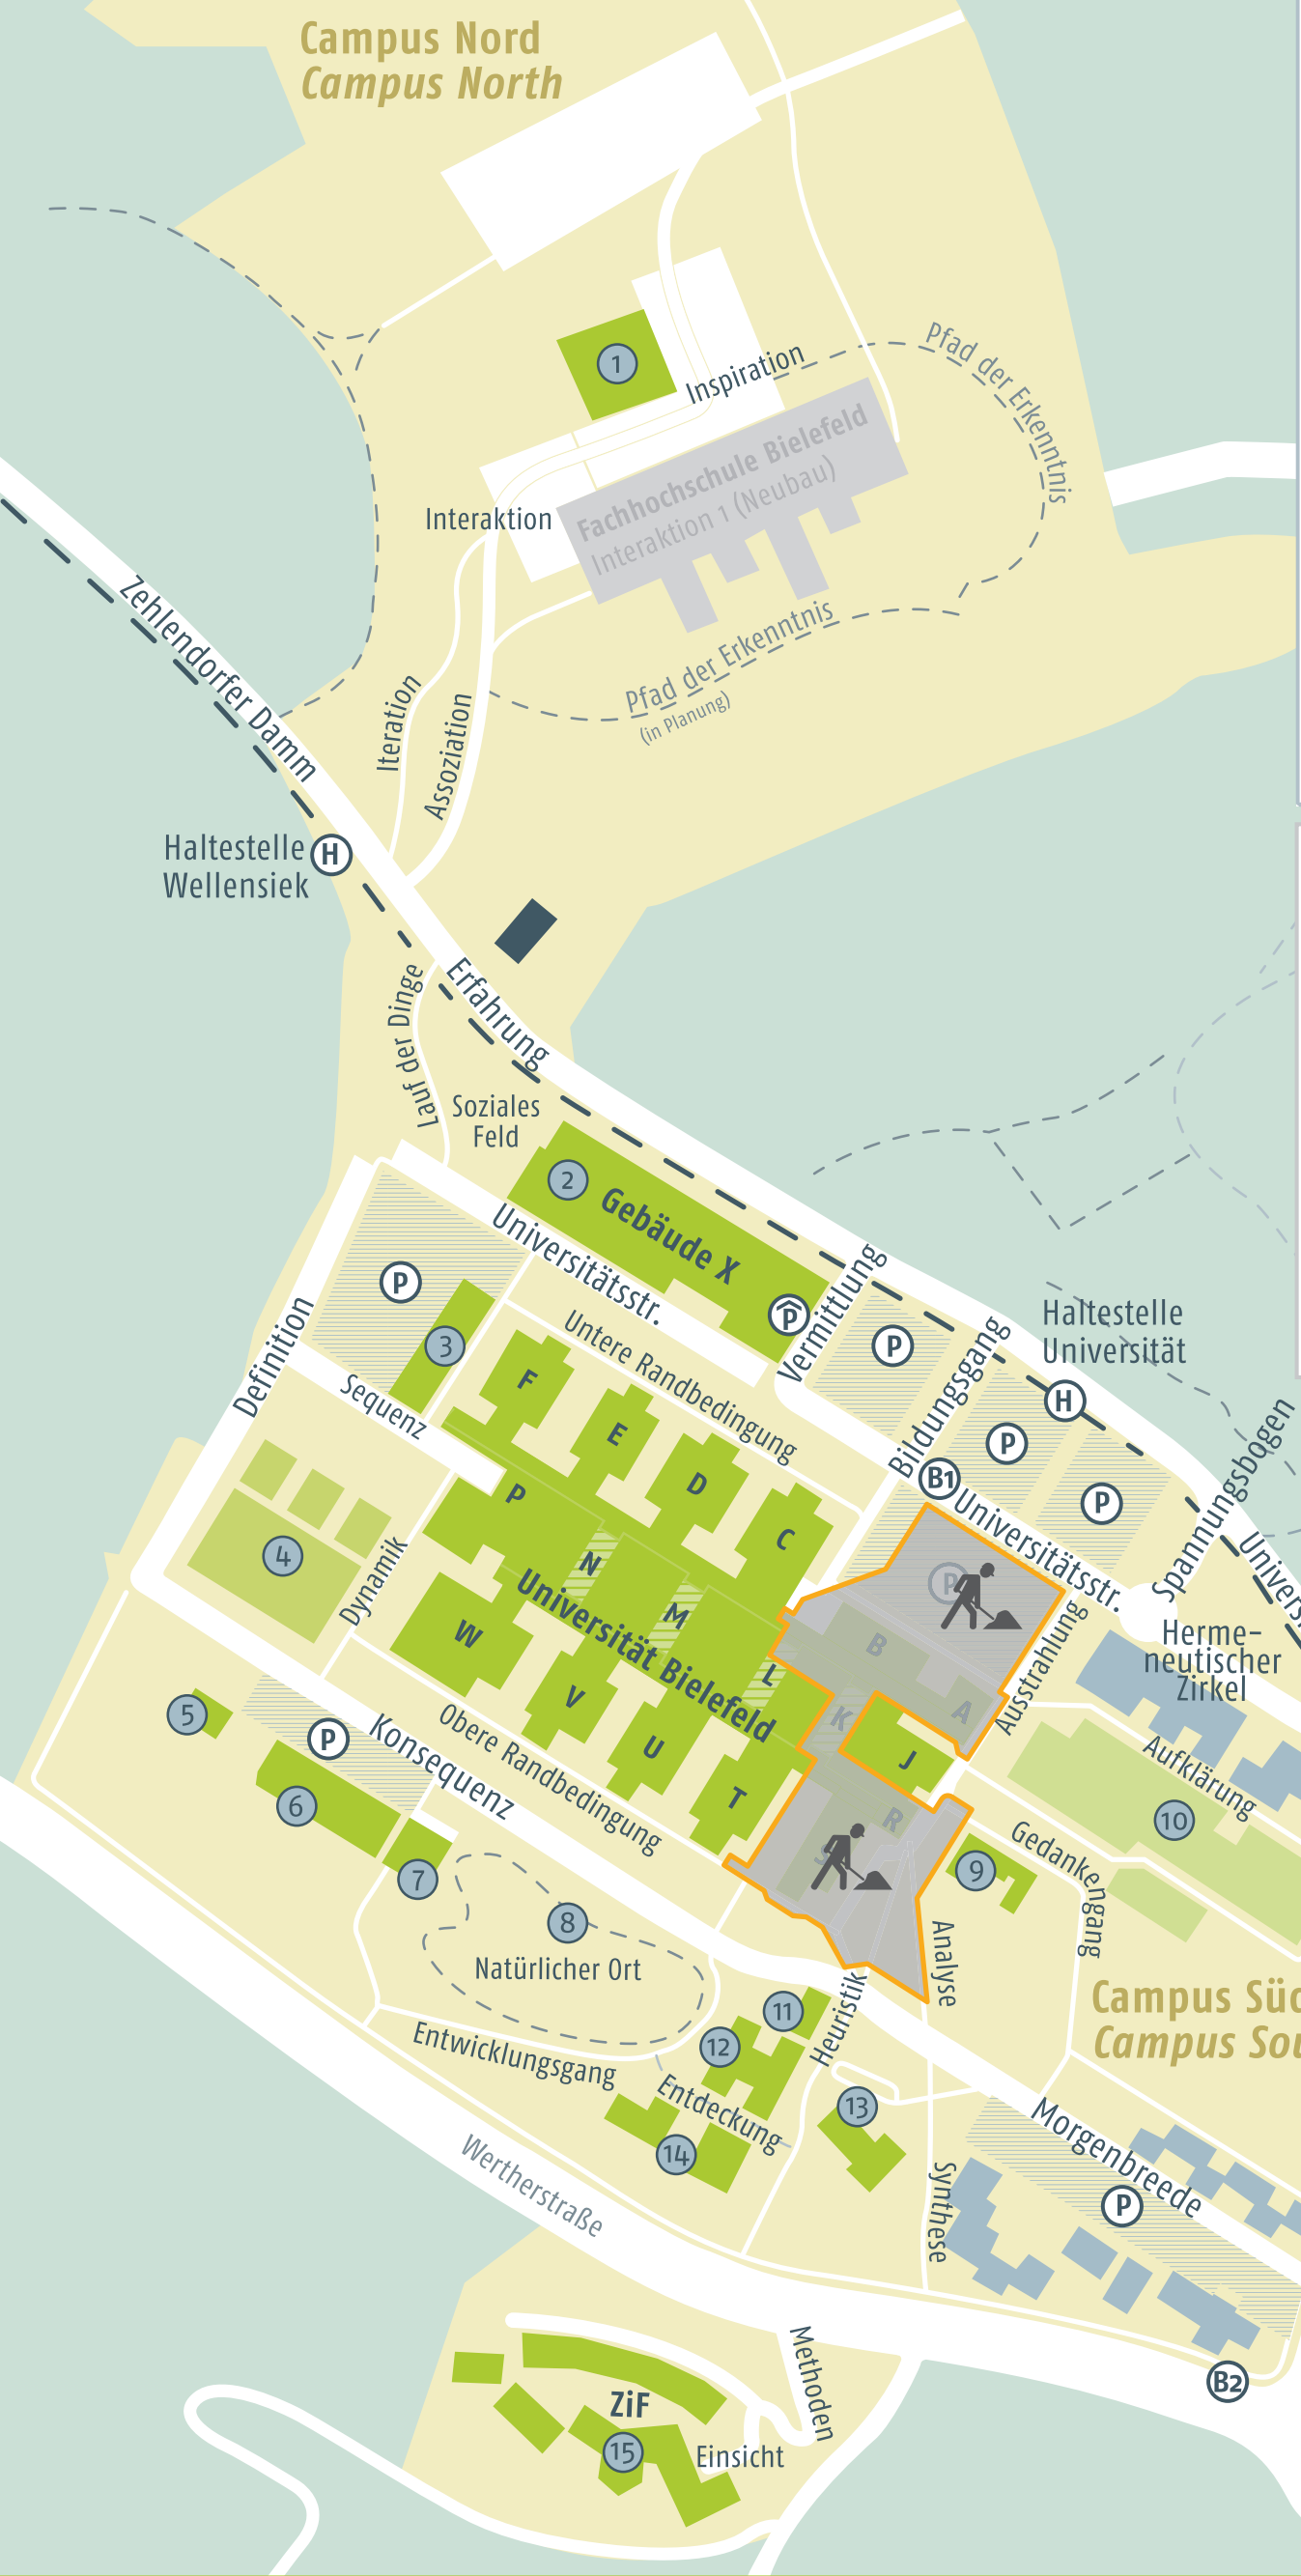 Campus Nord
Campus North
1
Inspiration
Pfad der Erkenntnis
Fachhochschule Bielefeld
Interaktion 1 (Neubau)
Interaktion
Zehlendorfer Damm
Pfad der Erkenntnis
(in Planung)
Iteration
Assoziation
Haltestelle
Wellensiek
H
Erfahrung
Lauf der Dinge
Soziales
Feld
2
Gebäude X
Universitätsstr.
P
Vermittlung
P
P
Haltestelle
Universität
H
Definition
3
Untere Randbedingung
Bildungsgang
P
Sequenz
F
E
D
C
B1
P
Spannungsbogen
P
Universitätsstr.
Univers
4
Dynamik
N
M
L
Universität Bielefeld
P
B
A
K
J
Ausstrahlung
Herme-
neutischer
Zirkel
W
V
U
T
R
S
5
P
Konsequenz
Obere Randbedingung
Aufklärung
6
10
7
Gedankengang
9
8
Natürlicher Ort
Analyse
Campus Süd
Campus Sou
11
Heuristik
12
Entwicklungsgang
Entdeckung
13
14
Morgenbreede
P
Wertherstraße
Synthese
Methoden
B2
ZiF
15
Einsicht